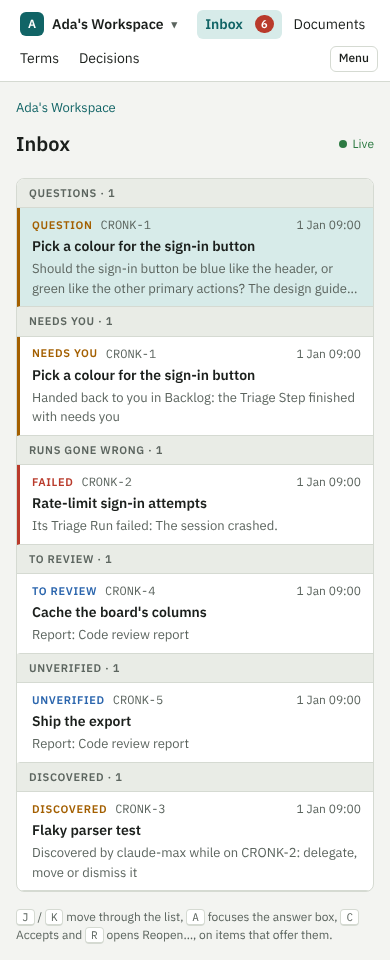 A Ada's Workspace ▾ Inbox 6 Documents
Terms Decisions Menu
Ada's Workspace
Inbox Live
QUESTIONS · 1
QUESTION CRONK-1 1 Jan 09:00
Pick a colour for the sign-in button
Should the sign-in button be blue like the header, or
green like the other primary actions? The design guide…
NEEDS YOU · 1
NEEDS YOU CRONK-1 1 Jan 09:00
Pick a colour for the sign-in button
Handed back to you in Backlog: the Triage Step finished
with needs you
RUNS GONE WRONG · 1
FAILED CRONK-2 1 Jan 09:00
Rate-limit sign-in attempts
Its Triage Run failed: The session crashed.
TO REVIEW · 1
TO REVIEW CRONK-4 1 Jan 09:00
Cache the board's columns
Report: Code review report
UNVERIFIED · 1
UNVERIFIED CRONK-5 1 Jan 09:00
Ship the export
Report: Code review report
DISCOVERED · 1
DISCOVERED CRONK-3 1 Jan 09:00
Flaky parser test
Discovered by claude-max while on CRONK-2: delegate,
move or dismiss it
J / K move through the list, A focuses the answer box, C
Accepts and R opens Reopen…, on items that offer them.